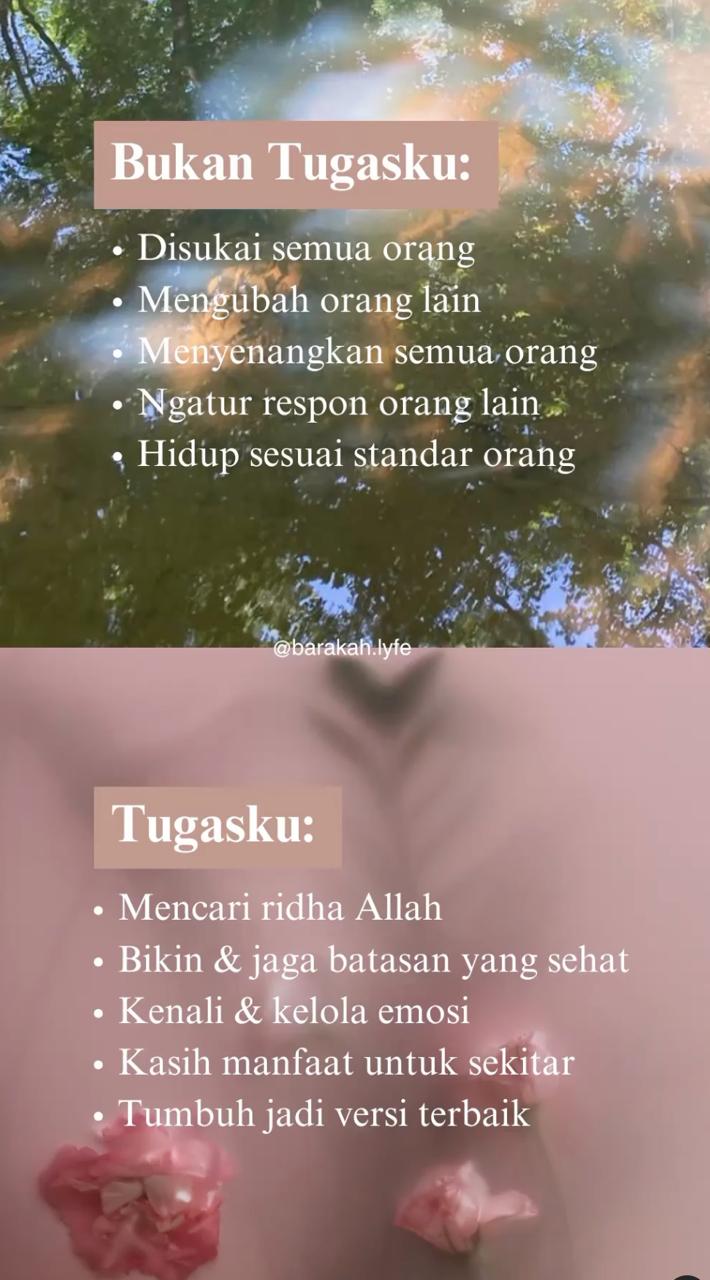 Bukan Tugasku:
• Disukai semua orang
• Mengubah orang lain
• Menyenangkan semua orang
• Ngatur respon orang lain
• Hidup sesuai standar orang
@barakah.lyfe
Tugasku:
• Mencari ridha Allah
• Bikin & jaga batasan yang sehat
• Kenali & kelola emosi
• Kasih manfaat untuk sekitar
• Tumbuh jadi versi terbaik